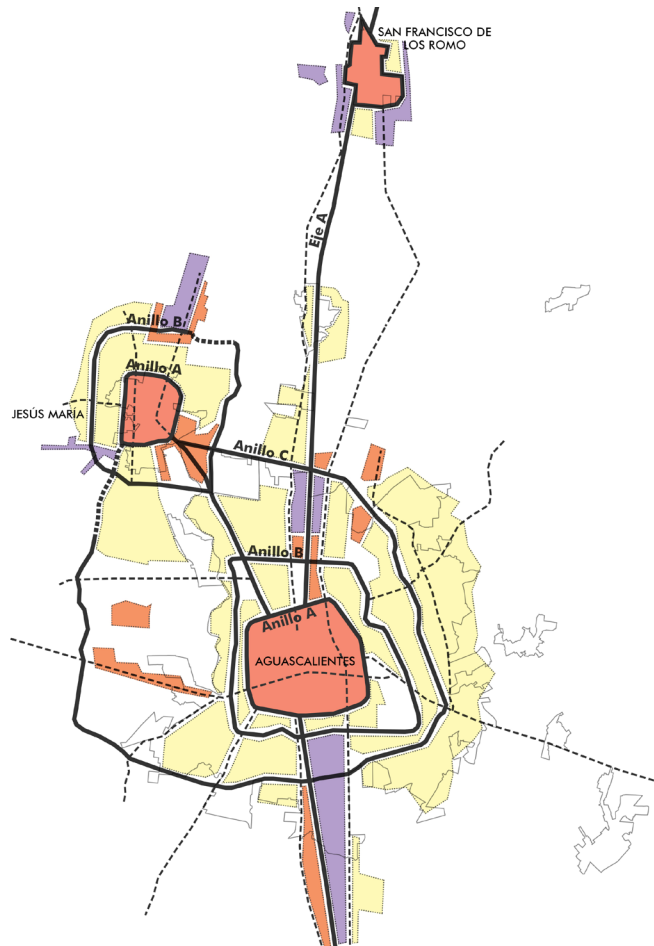 SAN FRANCISCO DE
LOS ROMO
Eje A
Anillo B
Anillo A
JESÚS MARÍA
Anillo C
Anillo B
Anillo A
AGUASCALIENTES